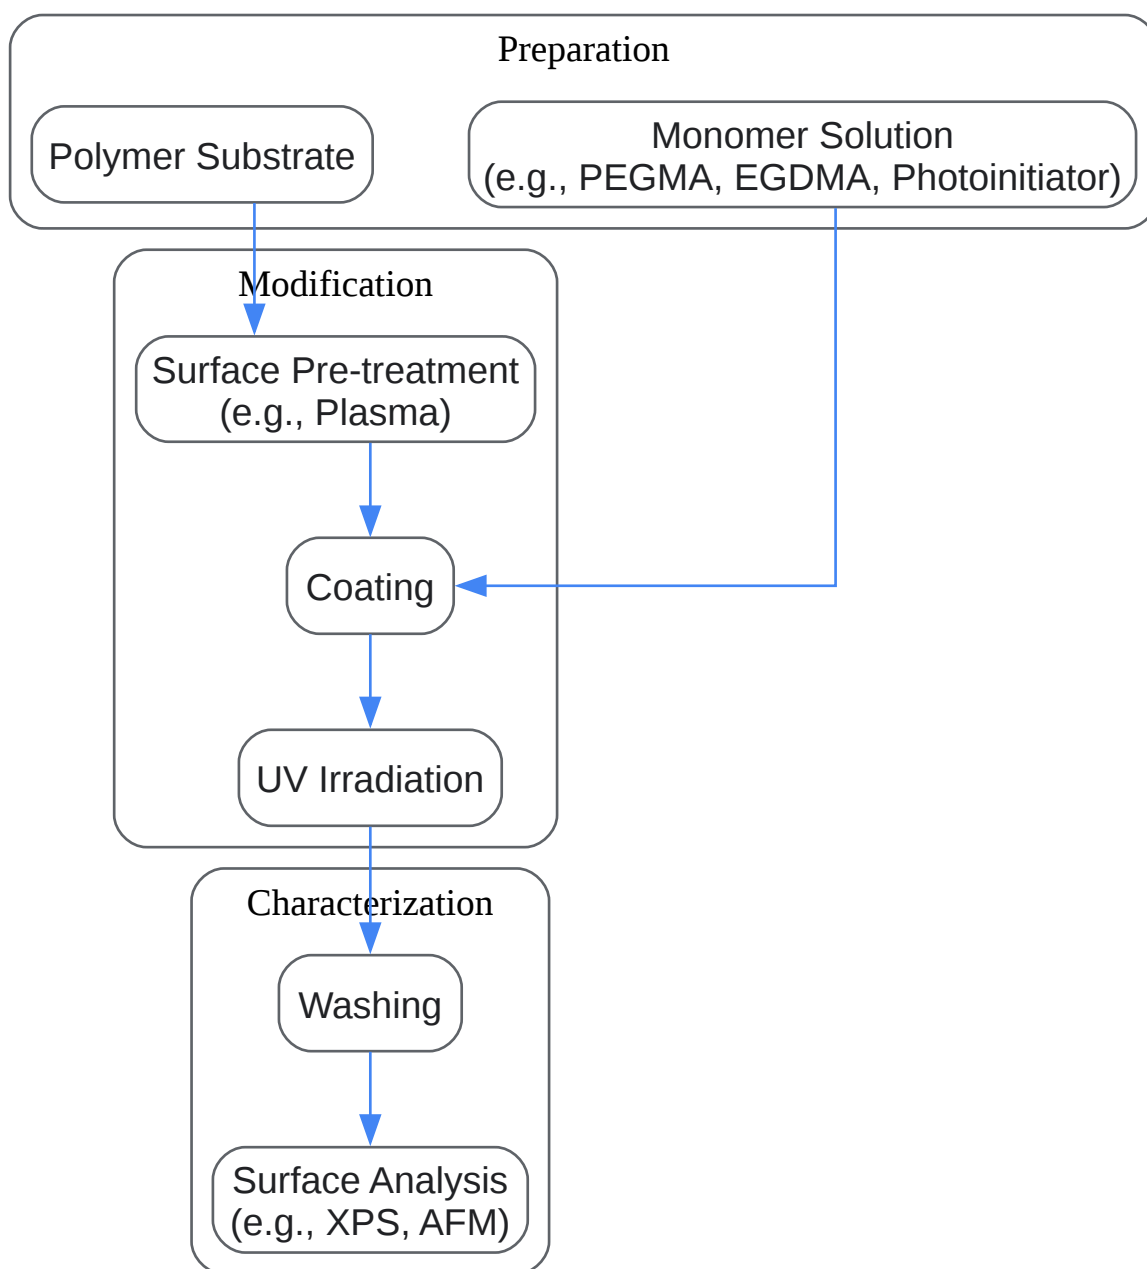 Preparation
Polymer Substrate
Monomer Solution
(e.g., PEGMA, EGDMA, Photoinitiator)
Modification
Surface Pre-treatment
(e.g., Plasma)
Coating
UV Irradiation
Characterization
Washing
Surface Analysis
(e.g., XPS, AFM)